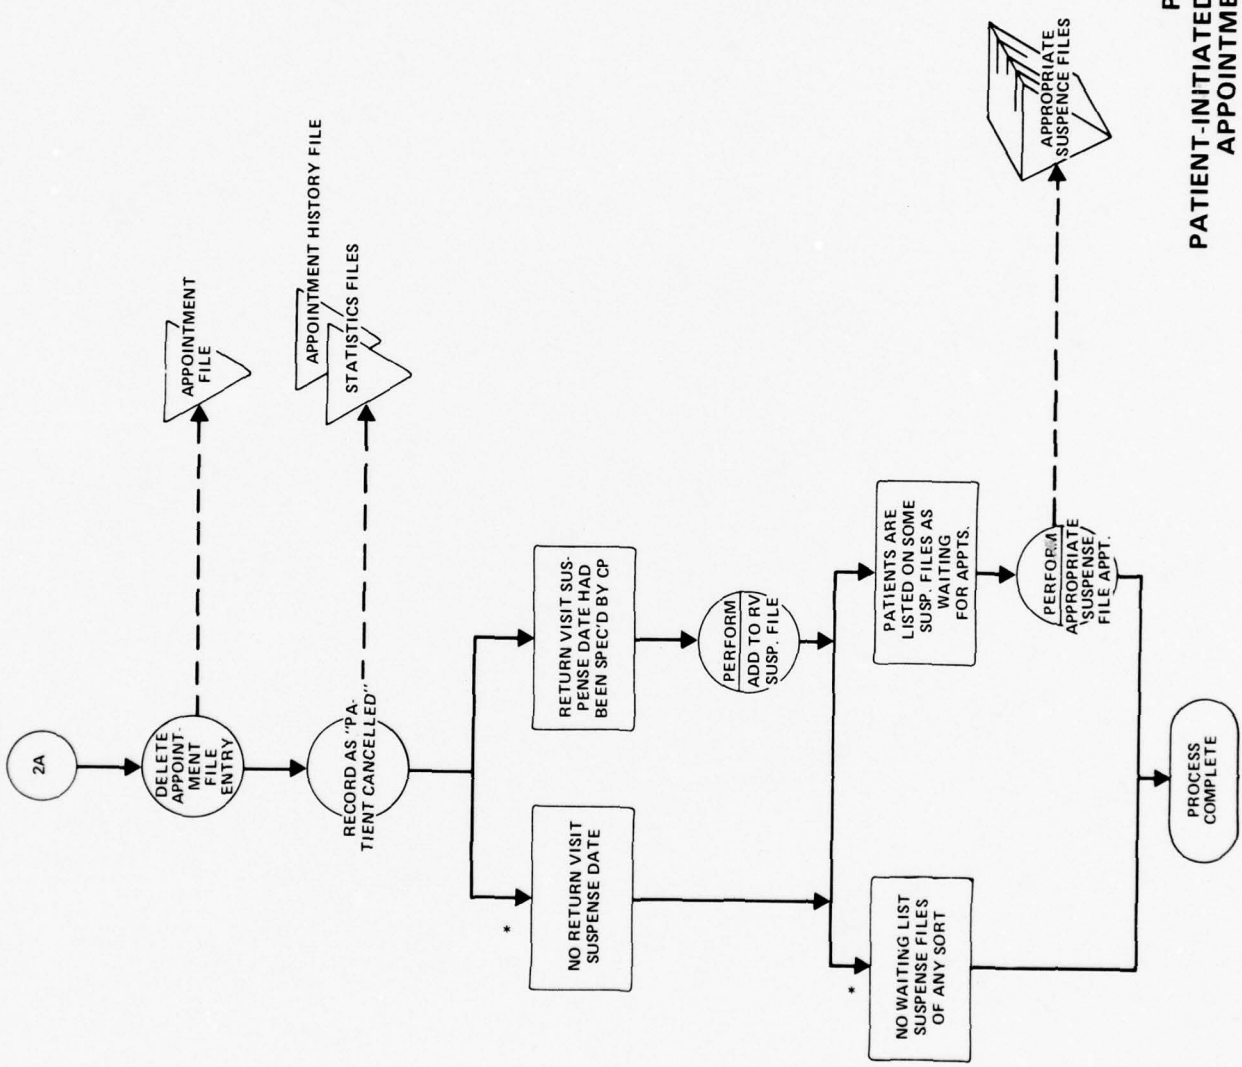 2A
DELETE
APPOINT-
MENT
FILE
ENTRY
APPOINTMENT
FILE
RECORD AS "PA-
TIENT CANCELLED"
APPOINTMENT HISTORY FILE
STATISTICS FILES
*
NO RETURN VISIT
SUSPENSE DATE
RETURN VISIT SUS-
PENSE DATE HAD
BEEN SPEC'D BY CP
PERFORM
ADD TO RV
SUSP. FILE
*
NO WAITING LIST
SUSPENSE FILES
OF ANY SORT
PATIENTS ARE
LISTED ON SOME
SUSP. FILES AS
WAITING
FOR APPTS.
PERFORM
APPROPRIATE
SUSPENSE
FILE APPT.
APPROPRIATE
SUSPENCE FILES
PROCESS
COMPLETE
PATIENT-INITIATED